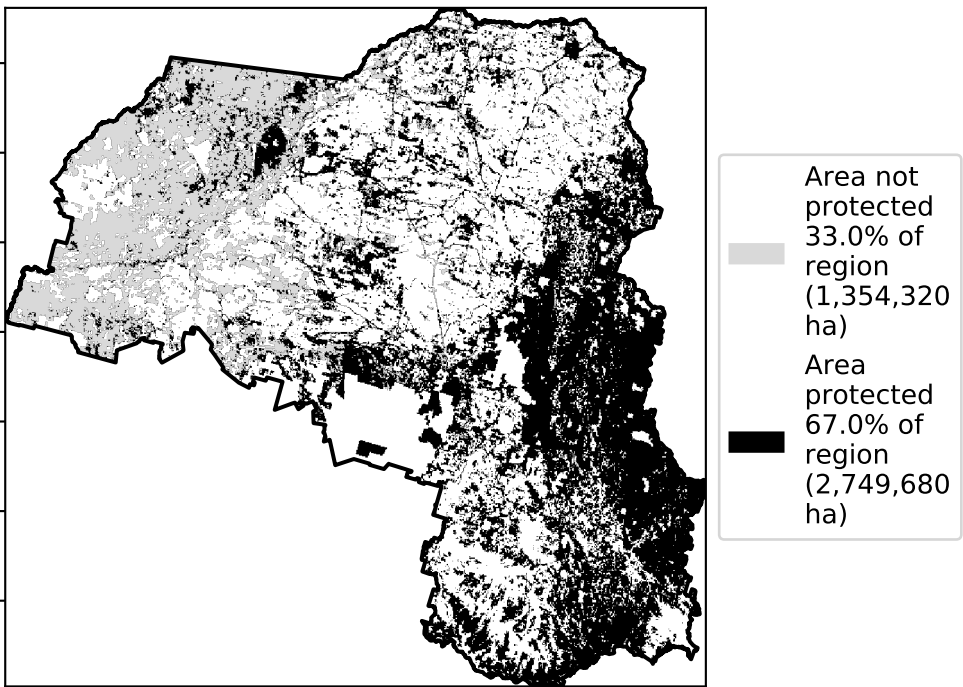 Area not
protected
33.0% of
region
(1,354,320
ha)
Area
protected
67.0% of
region
(2,749,680
ha)